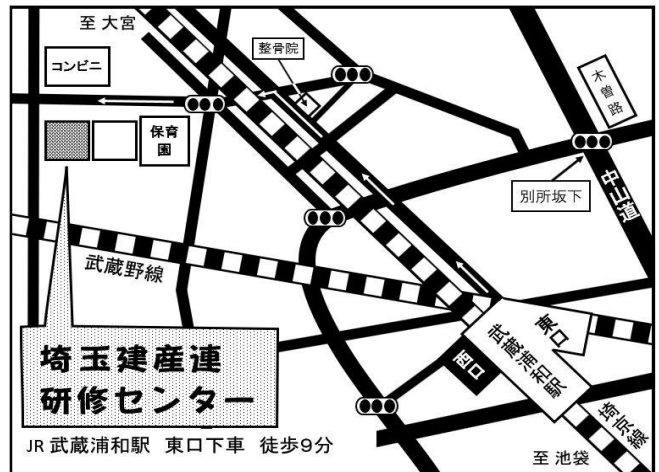 至 大宮
整骨院
コンビニ
木曽路
保育
園
別所坂下
中山道
武蔵野線
東口
武蔵浦和駅
西口
埼玉建産連
研修センター
埼京線
JR 武蔵浦和駅 東口下車 徒歩9分
至 池袋